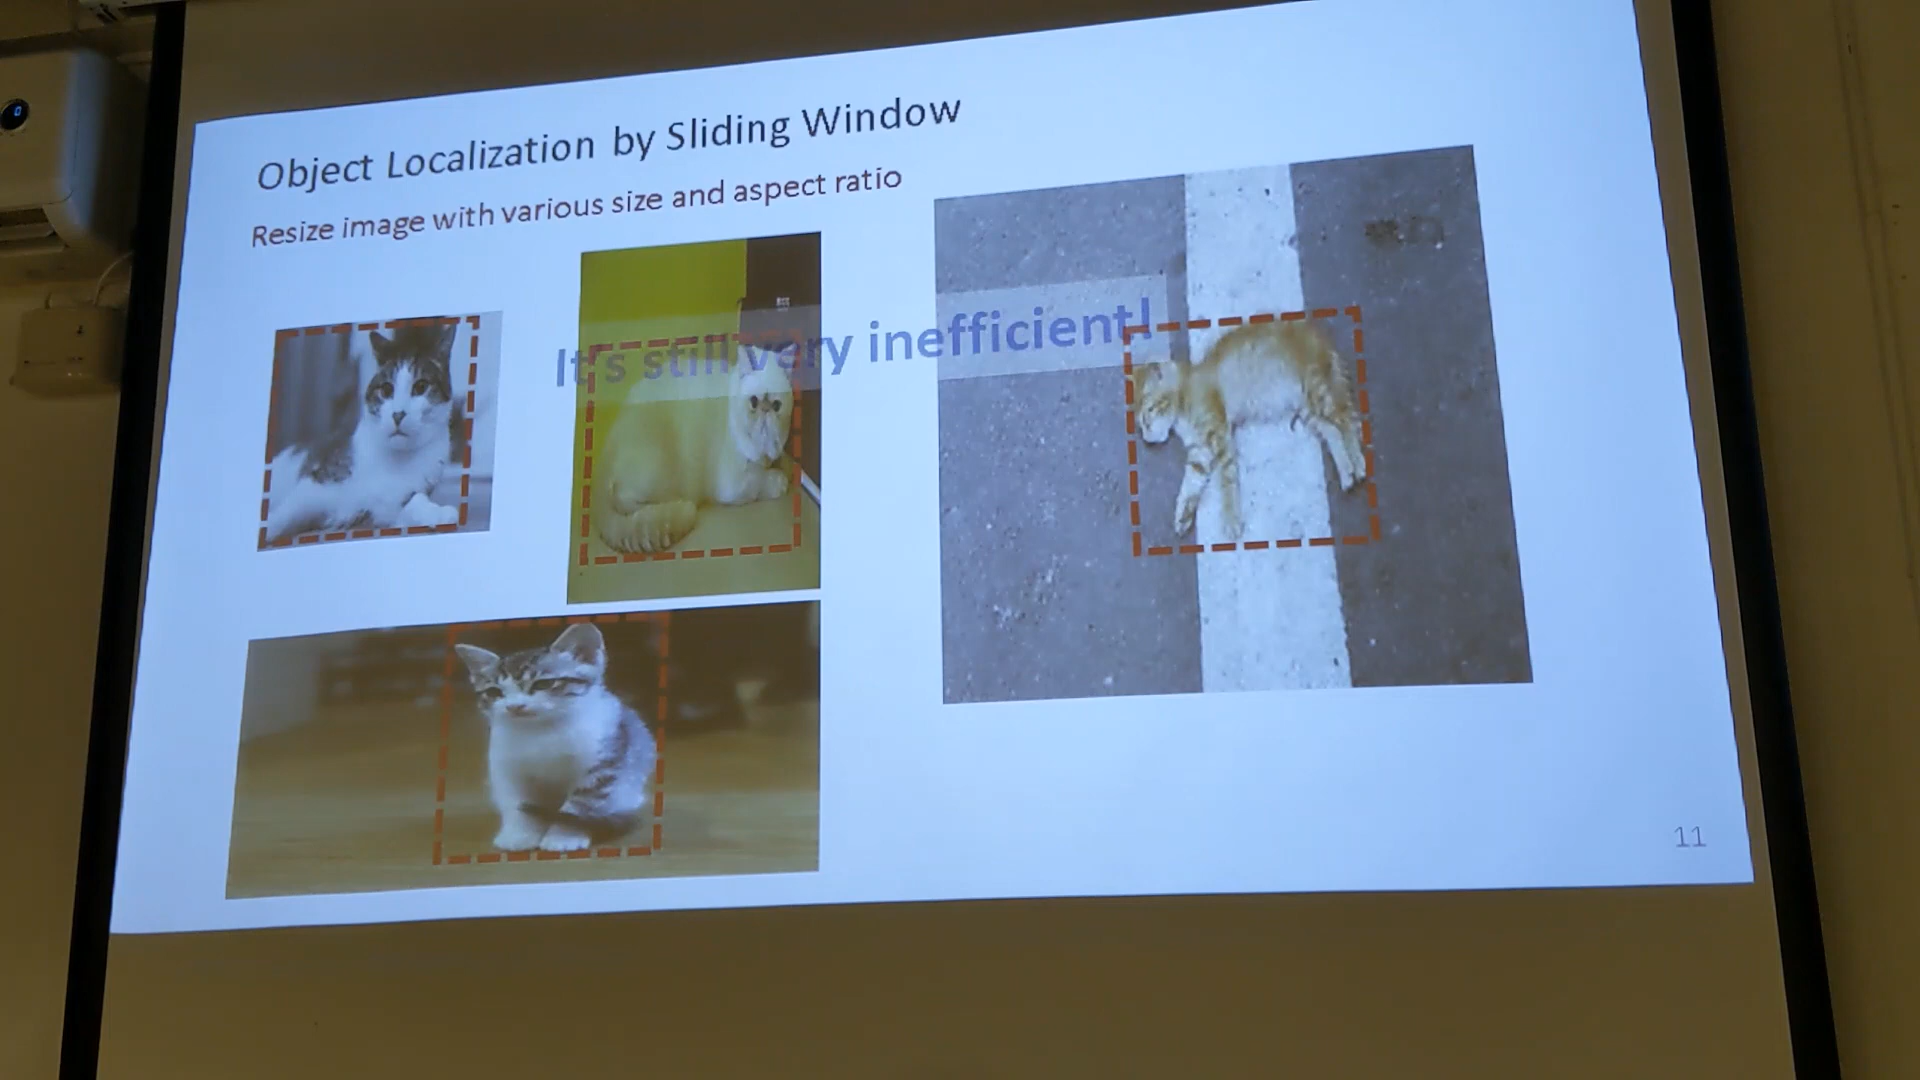 Object Localization by Sliding Window
Resize image with various size and aspect ratio
It's still very inefficient!
11